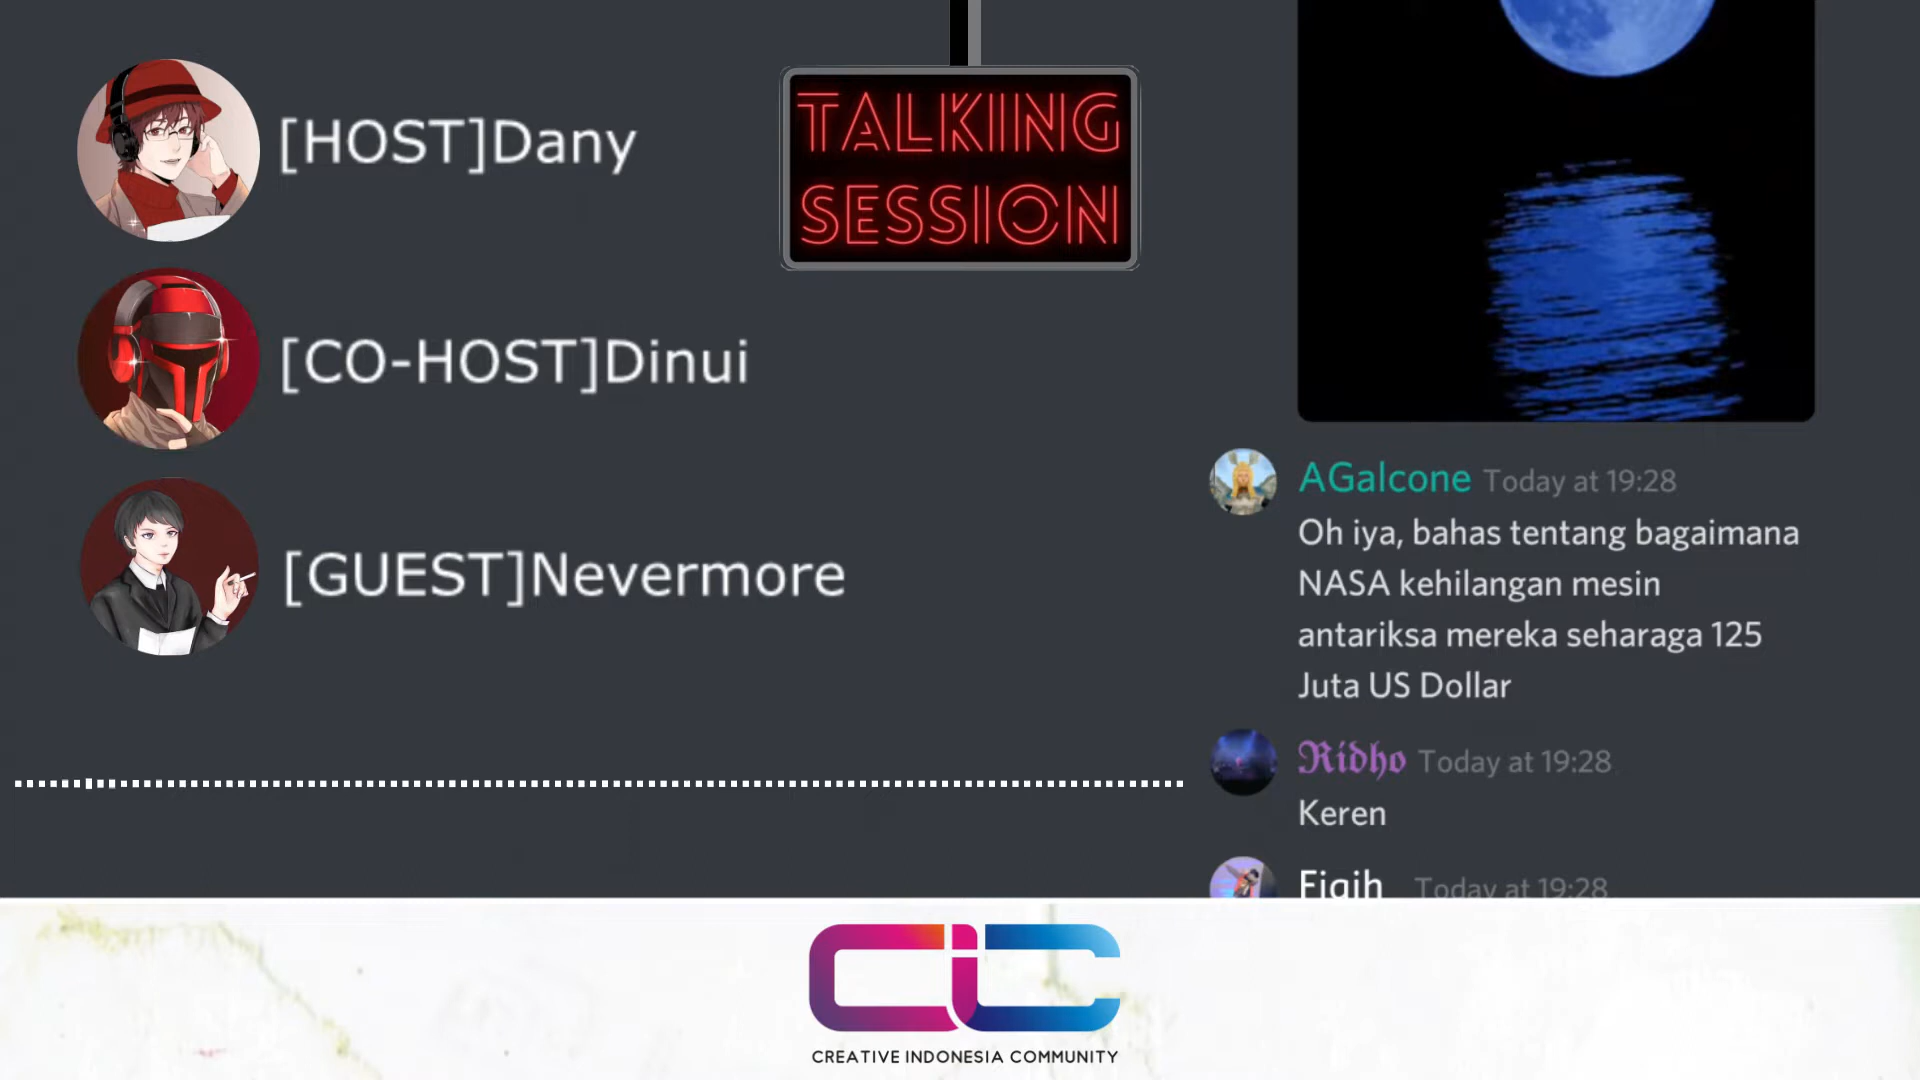 [HOST]Dany
[CO-HOST]Dinui
[GUEST]Nevermore
TALKING
SESSION
AGalcone Today at 19:28
Oh iya, bahas tentang bagaimana
NASA kehilangan mesin
antariksa mereka seharaga 125
Juta US Dollar
Ridho Today at 19:28
Keren
Fiqih Today at 19:28
CIC
CREATIVE INDONESIA COMMUNITY